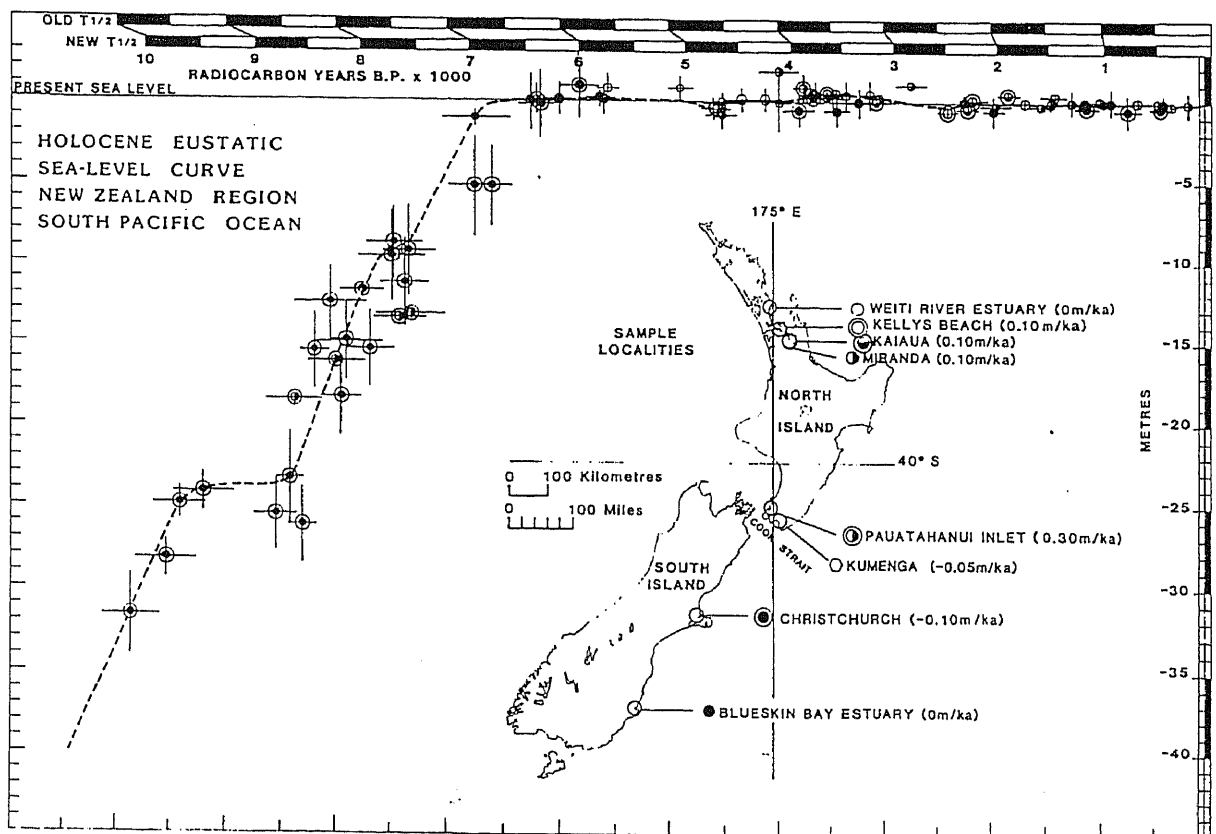 OLD T1/2
NEW T1/2
10 9 8 7 6 5 4 3 2 1
RADIOCARBON YEARS B.P. x 1000
PRESENT SEA LEVEL
HOLOCENE EUSTATIC
SEA-LEVEL CURVE
NEW ZEALAND REGION
SOUTH PACIFIC OCEAN
-5
-10
-15
-20
-25
-30
-35
-40
METRES
175° E
SAMPLE
LOCALITIES
WEITI RIVER ESTUARY (0m/ka)
KELLYS BEACH (0.10m/ka)
KAIAUA (0.10m/ka)
MIRANDA (0.10m/ka)
NORTH
ISLAND
40° S
0 100 Kilometres
0 100 Miles
COOK STRAIT
PAUATAHANUI INLET (0.30m/ka)
KUMENGA (-0.05m/ka)
SOUTH
ISLAND
CHRISTCHURCH (-0.10m/ka)
BLUESKIN BAY ESTUARY (0m/ka)